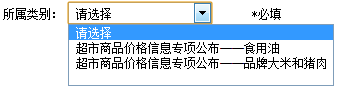 所属类别： 请选择 *必填
请选择
超市商品价格信息专项公布——食用油
超市商品价格信息专项公布——品牌大米和猪肉